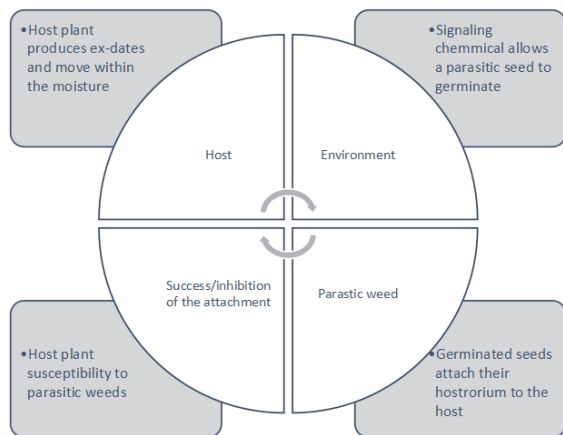 •Host plant
produces ex-dates
and move within
the moisture
•Signaling
chemmical allows
a parasitic seed to
germinate
Host
Environment
Success/inhibition
of the attachment
Parastic weed
•Host plant
susceptibility to
parasitic weeds
•Germinated seeds
attach their
hostrorium to the
host